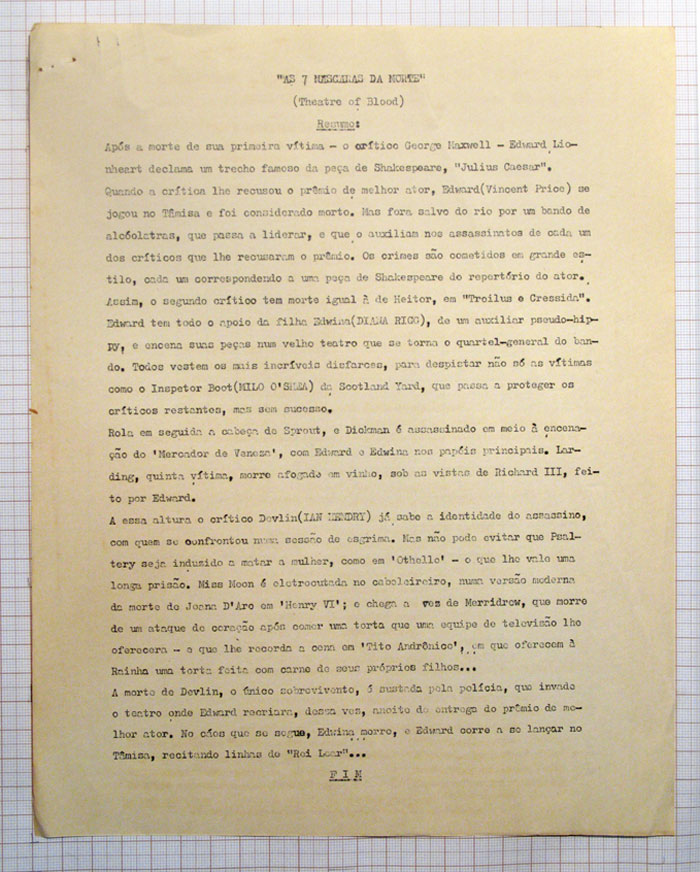 "AS 7 MÁSCARAS DA MORTE"
(Theatre of Blood)
Resumo:
Após a morte de sua primeira vítima - o crítico George Maxwell - Edward Lio-
nheart declama um trecho famoso da peça de Shakespeare, "Julius Caesar".
Quando a crítica lhe recusou o prêmio de melhor ator, Edward(Vincent Price) se
jogou no Tâmisa e foi considerado morto. Mas fora salvo do rio por um bando de
alcóolatras, que passa a liderar, e que o auxiliam nos assassinatos de cada um
dos críticos que lhe recusaram o prêmio. Os crimes são cometidos em grande es-
tilo, cada um correspondendo a uma peça de Shakespeare do repertório do ator.
Assim, o segundo crítico tem morte igual à de Heitor, em "Troilus e Cressida".
Edward tem todo o apoio da filha Edwina(DIANA RIGG), de um auxiliar pseudo-hip-
py, e encena suas peças num velho teatro que se torna o quartel-general do ban-
do. Todos vestem os mais incríveis disfarces, para despistar não só as vítimas
como o Inspetor Boot(MILO O'SHEA) da Scotland Yard, que passa a proteger os
críticos restantes, mas sem sucesso.
Rola em seguida a cabeça de Sprout, e Dickman é assassinado em meio à encena-
ção do 'Mercador de Veneza', com Edward e Edwina nos papéis principais. Lar-
ding, quinta vítima, morre afogado em vinho, sob as vistas de Richard III, fei-
to por Edward.
A essa altura o crítico Devlin(IAN HENDRY) já sabe a identidade do assassino,
com quem se confrontou numa sessão de esgrima. Mas não pode evitar que Psal-
tery seja induzido a matar a mulher, como em 'Othello' - o que lhe vale uma
longa prisão. Miss Moon é eletrocutada no cabeleireiro, numa versão moderna
da morte de Joana D'Arc em 'Henry VI'; e chega a vez de Merridrew, que morre
de um ataque de coração após comer uma torta que uma equipe de televisão lhe
oferecera - e que lhe recorda a cena em 'Tito Andrônico', em que oferecem à
Rainha uma torta feita com carne de seus próprios filhos...
A morte de Devlin, o único sobrevivente, é sustada pela polícia, que invade
o teatro onde Edward recriara, dessa vez, a noite de entrega do prêmio de me-
lhor ator. No cáos que se segue, Edwina morre, e Edward corre a se lançar no
Tâmisa, recitando linhas de "Rei Lear"...
F I M